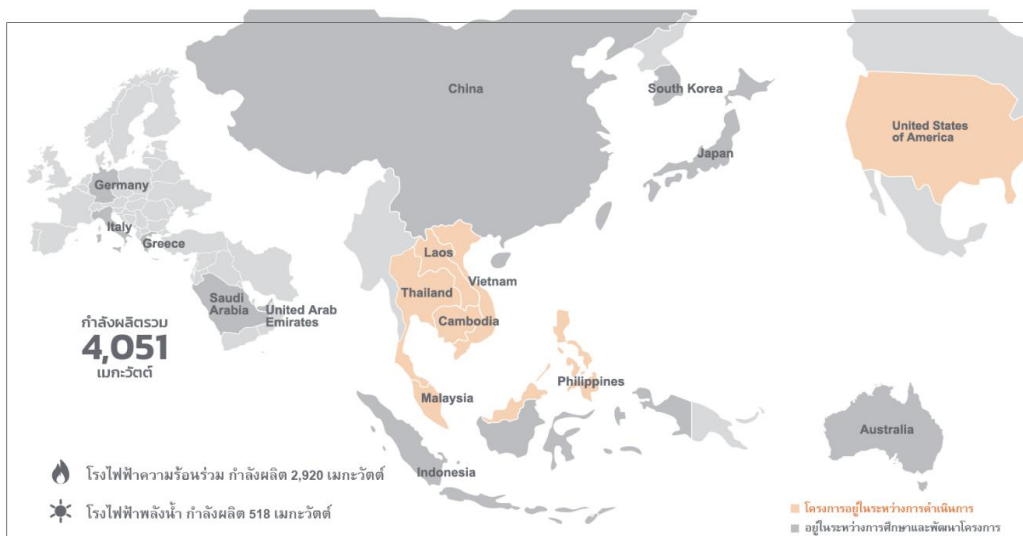 China
South Korea
Japan
United States
of America
Germany
Italy
Greece
Laos
Vietnam
Thailand
Saudi
Arabia
United Arab
Emirates
Cambodia
กำลังผลิตรวม
4,051
เมกะวัตต์
Philippines
Malaysia
Australia
Indonesia
โรงไฟฟ้าความร้อนร่วม กำลังผลิต 2,920 เมกะวัตต์
โรงไฟฟ้าพลังน้ำ กำลังผลิต 518 เมกะวัตต์
โครงการอยู่ในระหว่างการดำเนินการ
อยู่ในระหว่างการศึกษาและพัฒนาโครงการ